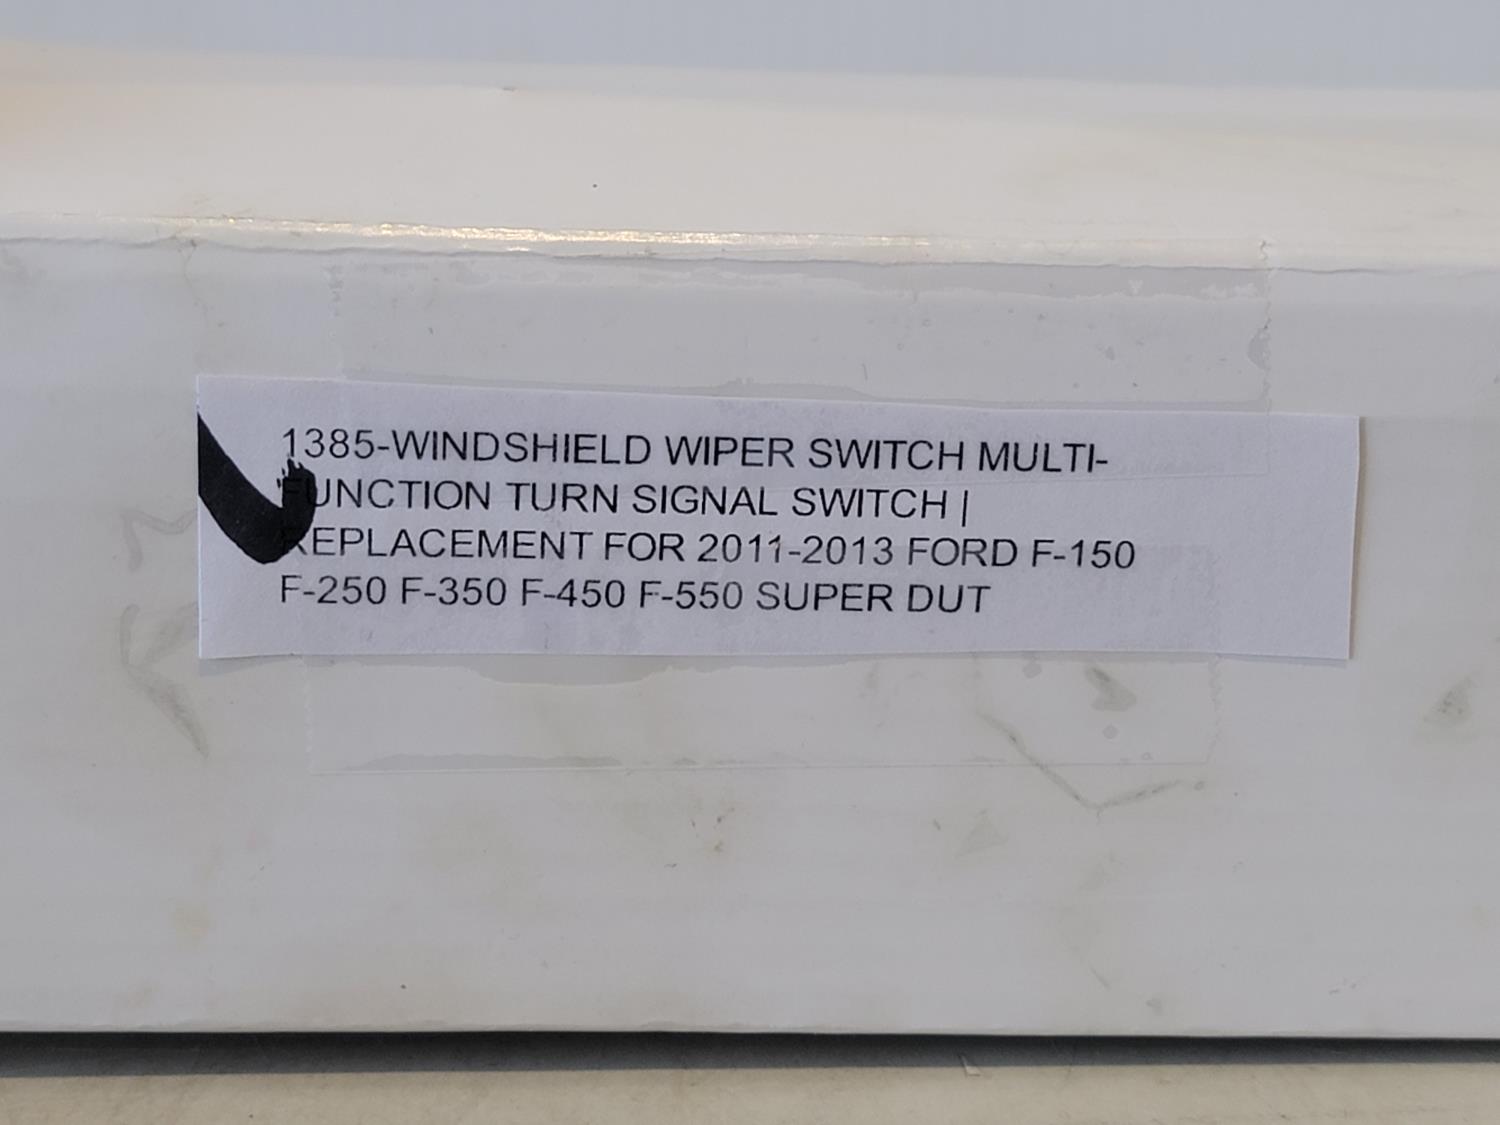 1385-WINDSHIELD WIPER SWITCH MULTI-
FUNCTION TURN SIGNAL SWITCH |
REPLACEMENT FOR 2011-2013 FORD F-150
F-250 F-350 F-450 F-550 SUPER DUT